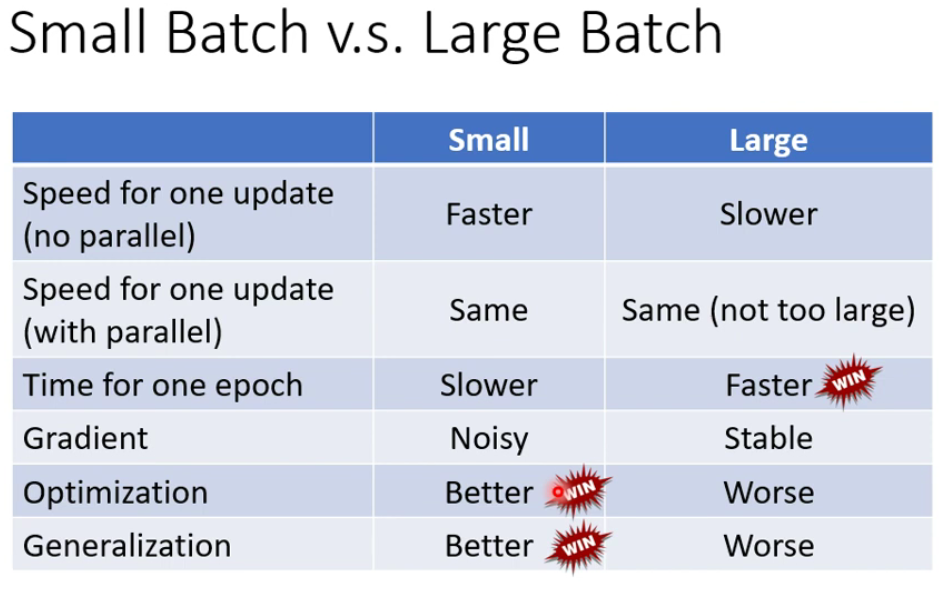 Small Batch v.s. Large Batch
Small Large
Speed for one update
(no parallel) Faster Slower
Speed for one update
(with parallel) Same Same (not too large)
Time for one epoch Slower Faster WIN
Gradient Noisy Stable
Optimization Better WIN Worse
Generalization Better WIN Worse